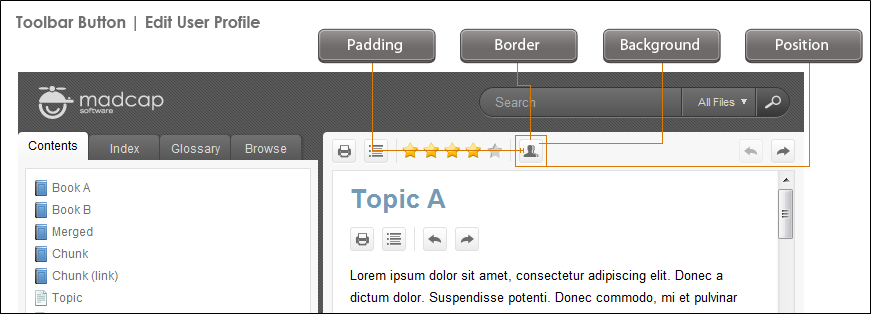 Toolbar Button | Edit User Profile
Padding
Border
Background
Position
madcap
software
Search
All Files
Contents
Index
Glossary
Browse
Book A
Book B
Merged
Chunk
Chunk (link)
Topic
Topic A
Lorem ipsum dolor sit amet, consectetur adipiscing elit. Donec a
dictum dolor. Suspendisse potenti. Donec commodo, mi et pulvinar